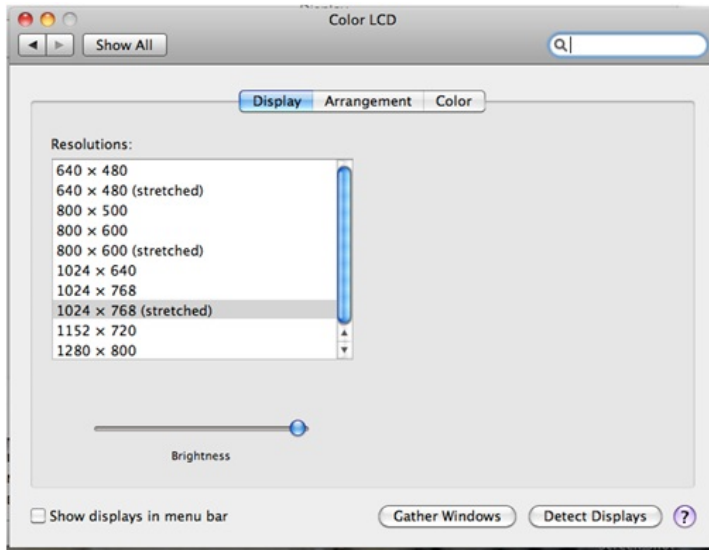 Color LCD
Show All
Display Arrangement Color
Resolutions:
640 × 480
640 × 480 (stretched)
800 × 500
800 × 600
800 × 600 (stretched)
1024 × 640
1024 × 768
1024 × 768 (stretched)
1152 × 720
1280 × 800
Brightness
Show displays in menu bar Gather Windows Detect Displays ?